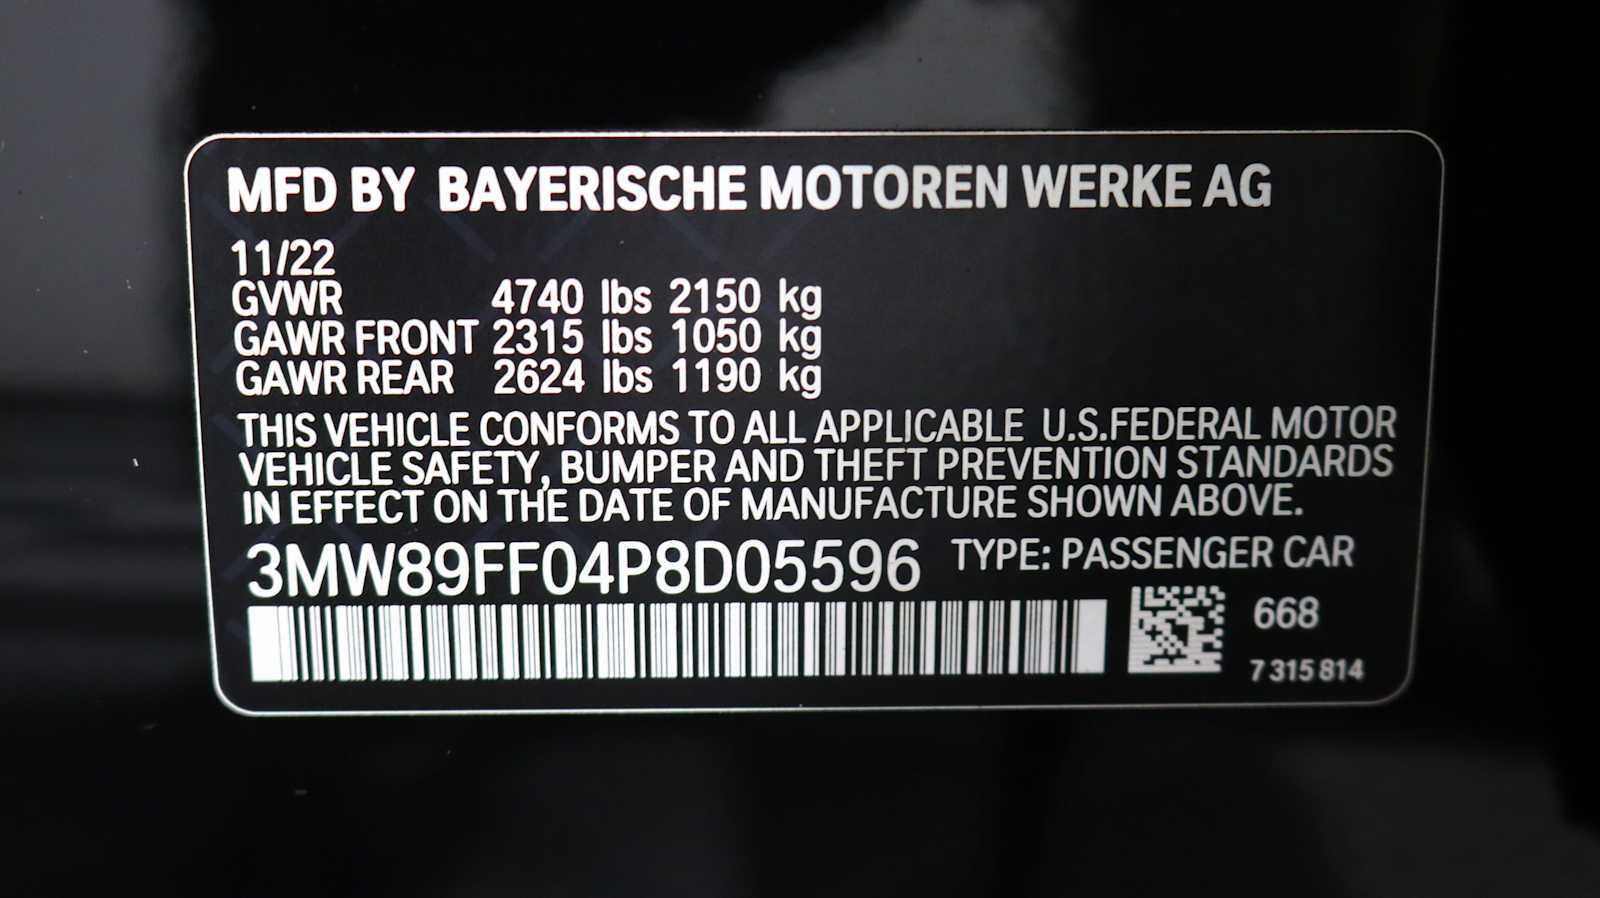 MFD BY BAYERISCHE MOTOREN WERKE AG
11/22
GVWR 4740 lbs 2150 kg
GAWR FRONT 2315 lbs 1050 kg
GAWR REAR 2624 lbs 1190 kg
THIS VEHICLE CONFORMS TO ALL APPLICABLE U.S.FEDERAL MOTOR
VEHICLE SAFETY, BUMPER AND THEFT PREVENTION STANDARDS
IN EFFECT ON THE DATE OF MANUFACTURE SHOWN ABOVE.
3MW89FF04P8D05596 TYPE: PASSENGER CAR
668
7 315 814